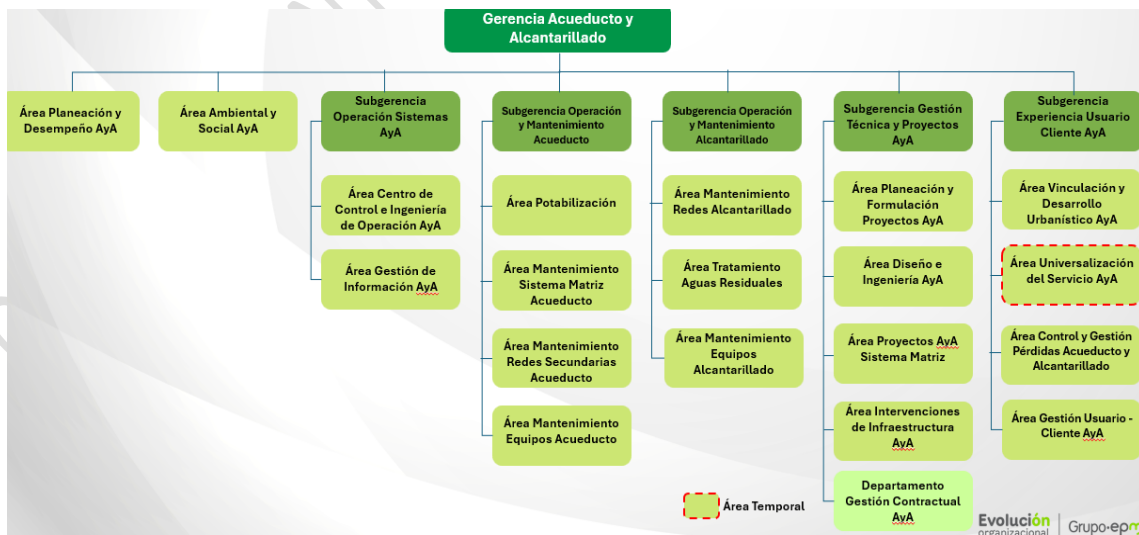 Gerencia Acueducto y
Alcantarillado
Área Planeación y
Desempeño AyA
Área Ambiental y
Social AyA
Subgerencia
Operación Sistemas
AyA
Área Centro de
Control e Ingeniería
de Operación AyA
Área Gestión de
Información AyA
Subgerencia Operación
y Mantenimiento
Acueducto
Área Potabilización
Área Mantenimiento
Sistema Matriz
Acueducto
Área Mantenimiento
Redes Secundarias
Acueducto
Área Mantenimiento
Equipos Acueducto
Subgerencia Operación
y Mantenimiento
Alcantarillado
Área Mantenimiento
Redes Alcantarillado
Área Tratamiento
Aguas Residuales
Área Mantenimiento
Equipos
Alcantarillado
Subgerencia Gestión
Técnica y Proyectos
AyA
Área Planeación y
Formulación
Proyectos AyA
Área Diseño e
Ingeniería AyA
Área Proyectos AyA
Sistema Matriz
Área Intervenciones
de Infraestructura
AyA
Departamento
Gestión Contractual
AyA
Subgerencia
Experiencia Usuario
Cliente AyA
Área Vinculación y
Desarrollo
Urbanístico AyA
Área Universalización
del Servicio AyA
Área Control y Gestión
Pérdidas Acueducto y
Alcantarillado
Área Gestión Usuario -
Cliente AyA
Área Temporal
Evolución
organizacional
Grupo·epm